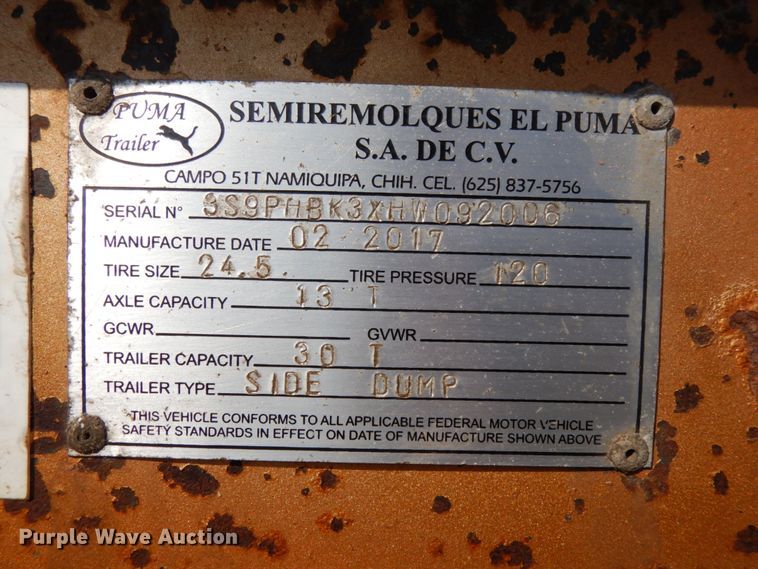 PUMA
Trailer
SEMIREMOLQUES EL PUMA
S.A. DE C.V.
CAMPO 51T NAMIQUIPA, CHIH. CEL. (625) 837-5756
SERIAL N° 3S9PHBK3XHW092006
MANUFACTURE DATE 02 2017
TIRE SIZE 24.5 TIRE PRESSURE 120
AXLE CAPACITY 13 T
GCWR GVWR
TRAILER CAPACITY 30 T
TRAILER TYPE SIDE DUMP
THIS VEHICLE CONFORMS TO ALL APPLICABLE FEDERAL MOTOR VEHICLE
SAFETY STANDARDS IN EFFECT ON DATE OF MANUFACTURE SHOWN ABOVE
Purple Wave Auction